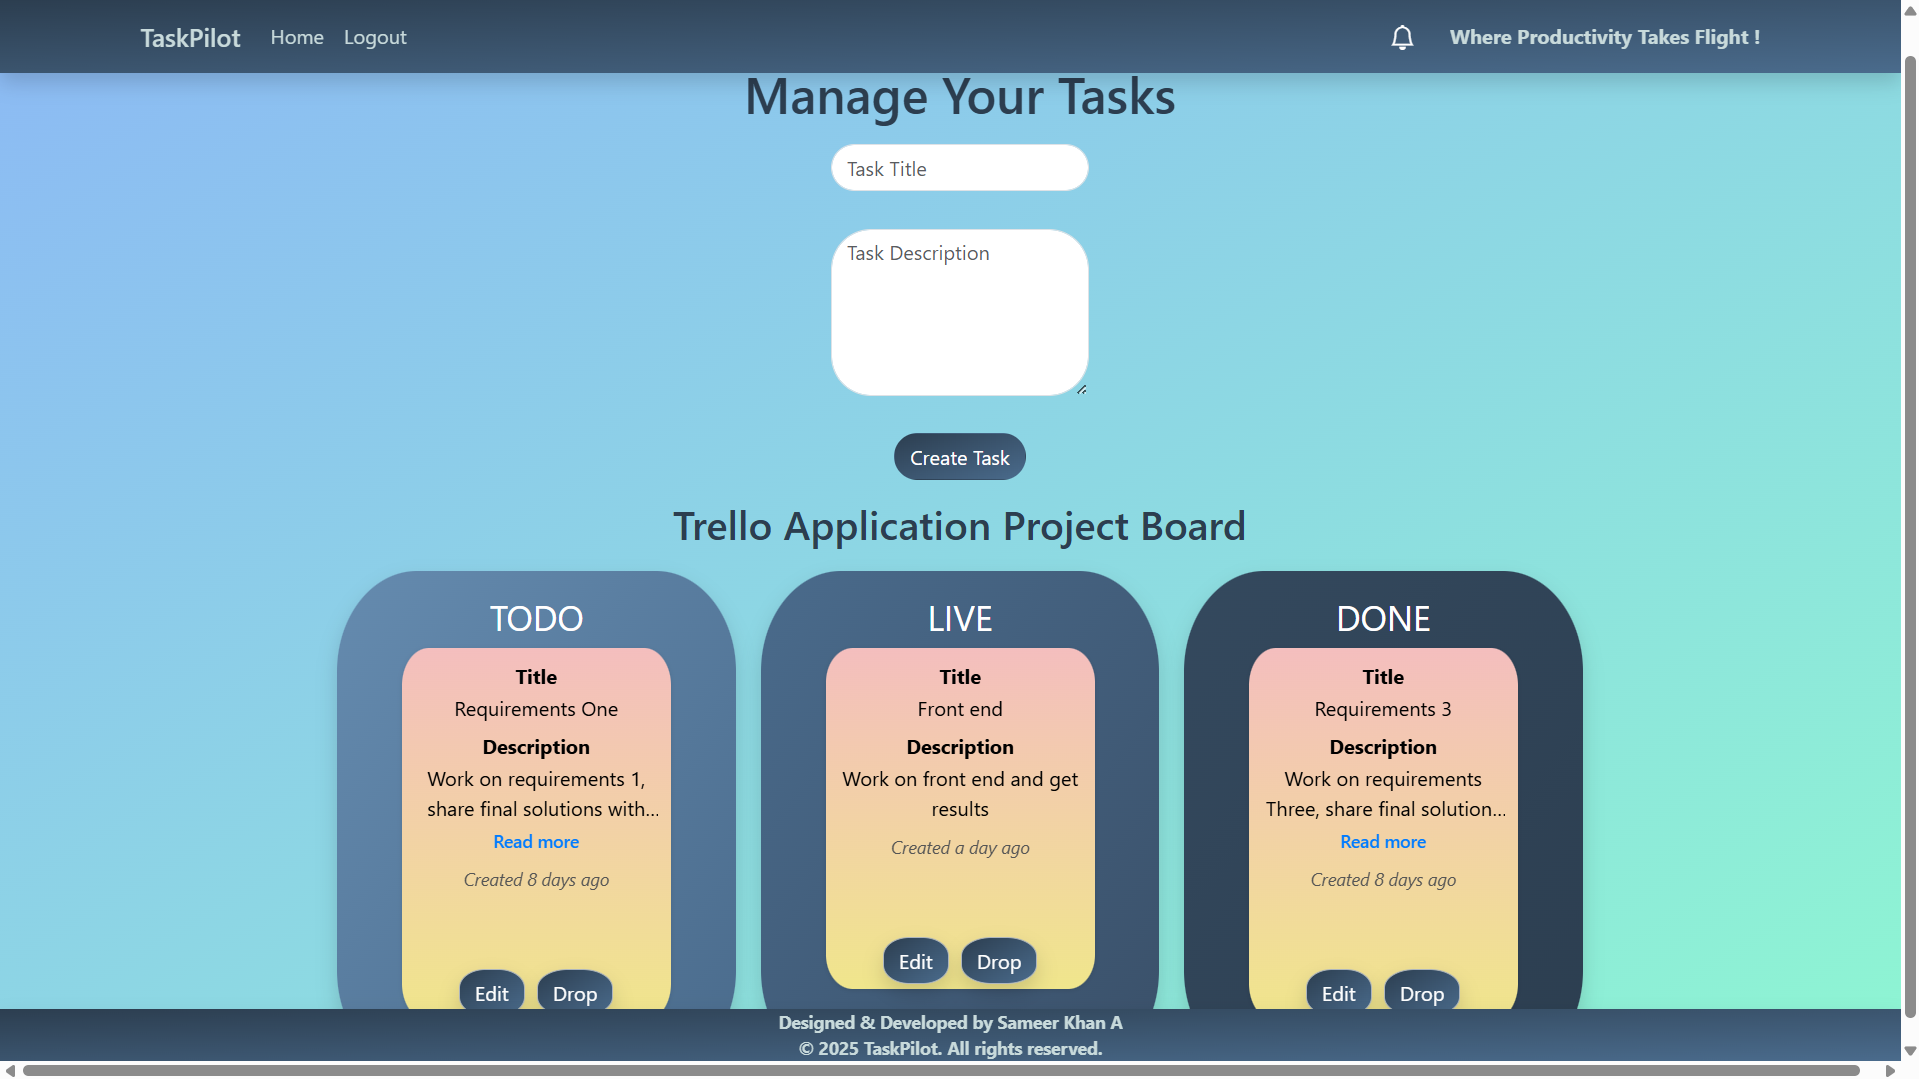 TaskPilot Home Logout Where Productivity Takes Flight !
Manage Your Tasks
Task Title
Task Description
Create Task
Trello Application Project Board
TODO
Title
Requirements One
Description
Work on requirements 1,
share final solutions with...
Read more
Created 8 days ago
Edit Drop
LIVE
Title
Front end
Description
Work on front end and get
results
Created a day ago
Edit Drop
DONE
Title
Requirements 3
Description
Work on requirements
Three, share final solution...
Read more
Created 8 days ago
Edit Drop
Designed & Developed by Sameer Khan A
© 2025 TaskPilot. All rights reserved.